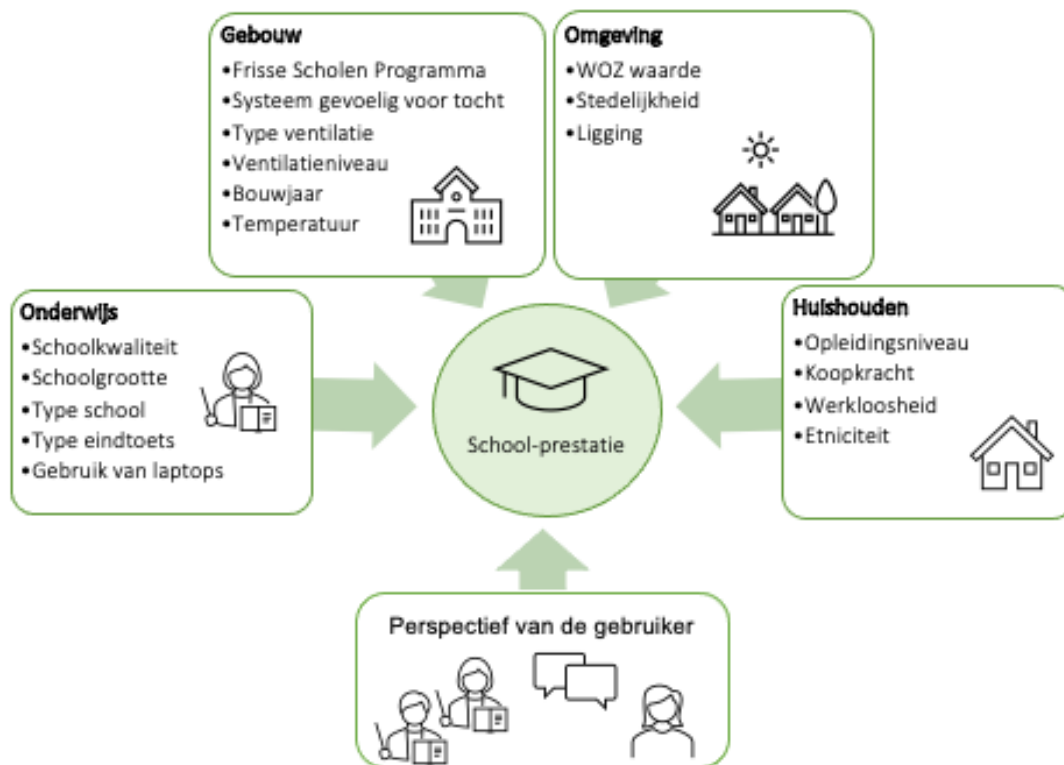 Gebouw
•Frisse Scholen Programma
•Systeem gevoelig voor tocht
•Type ventilatie
•Ventilatieniveau
•Bouwjaar
•Temperatuur
Omgeving
•WOZ waarde
•Stedelijkheid
•Ligging
Onderwijs
•Schoolkwaliteit
•Schoolgrootte
•Type school
•Type eindtoets
•Gebruik van laptops
School-prestatie
Huishouden
•Opleidingsniveau
•Koopkracht
•Werkloosheid
•Etniciteit
Perspectief van de gebruiker